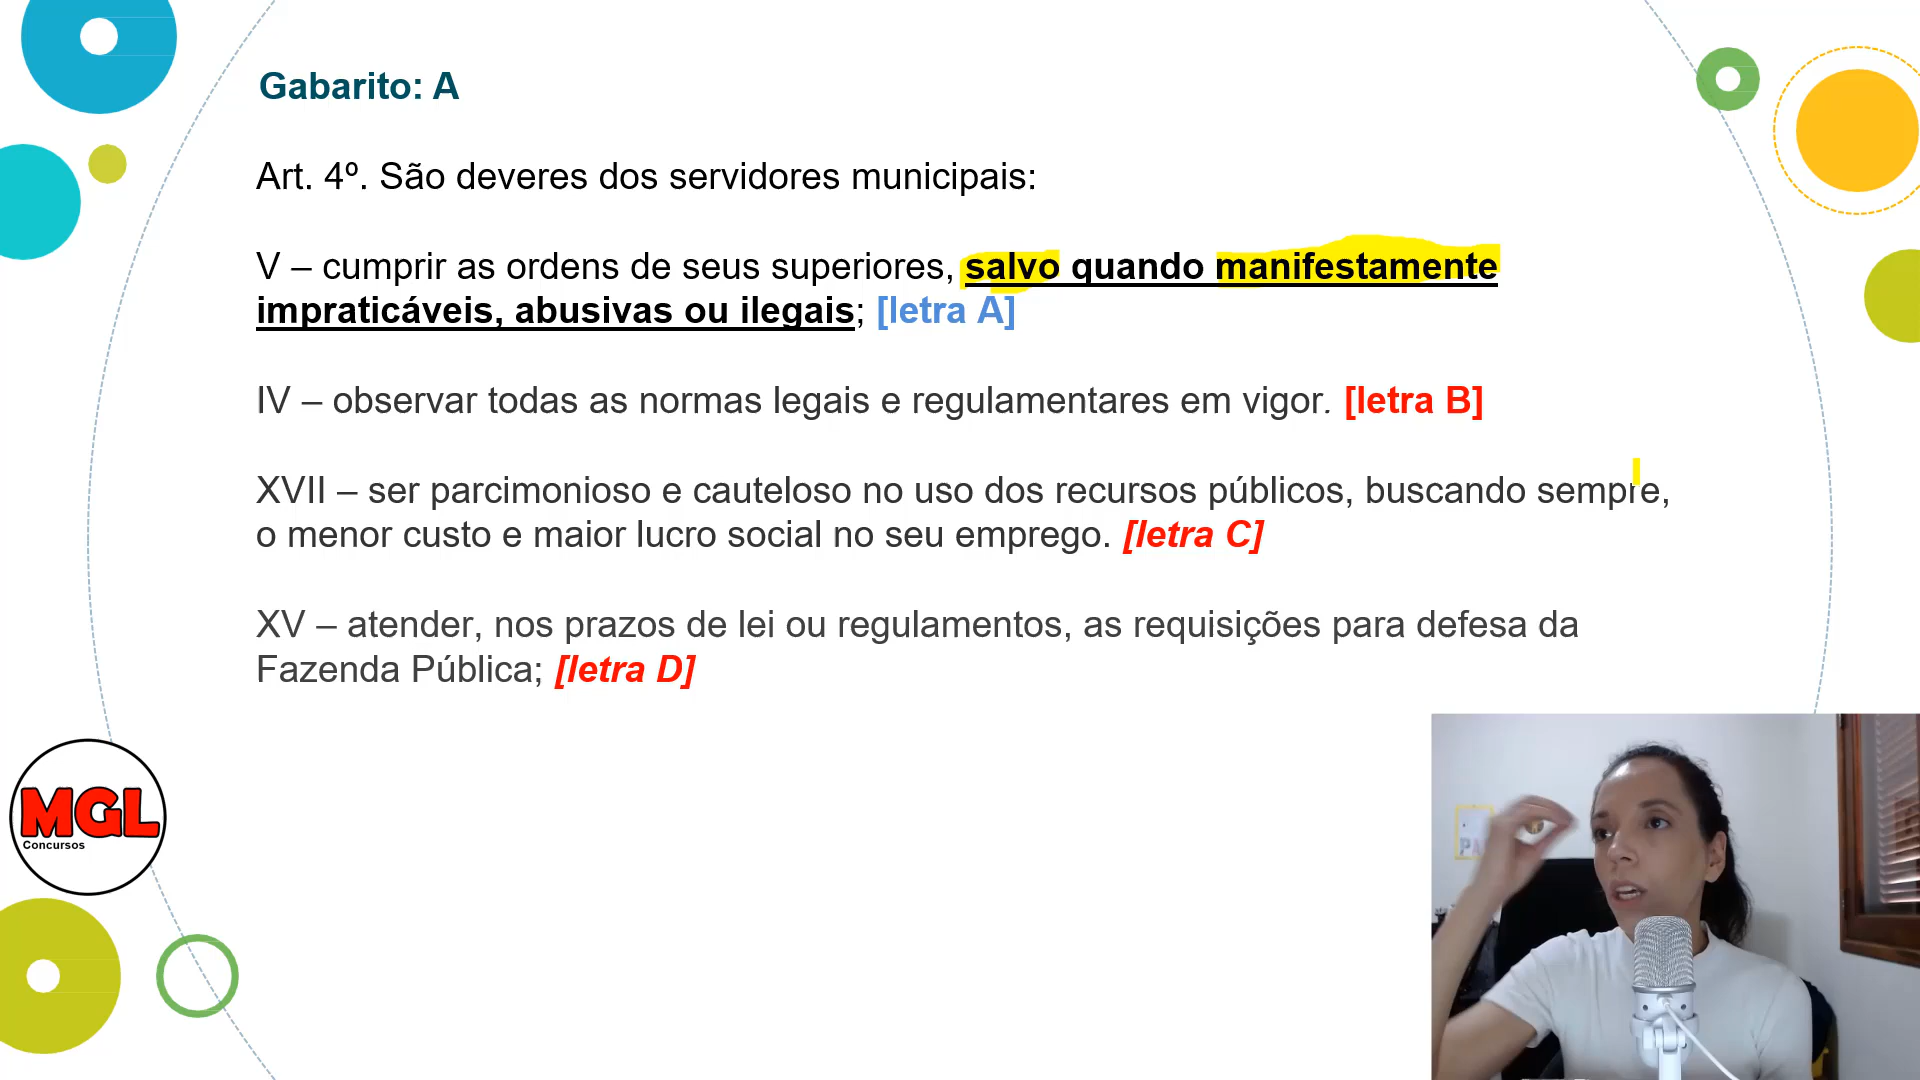 Gabarito: A
Art. 4º. São deveres dos servidores municipais:
V – cumprir as ordens de seus superiores, salvo quando manifestamente
impraticáveis, abusivas ou ilegais; [letra A]
IV – observar todas as normas legais e regulamentares em vigor. [letra B]
XVII – ser parcimonioso e cauteloso no uso dos recursos públicos, buscando sempre,
o menor custo e maior lucro social no seu emprego. [letra C]
XV – atender, nos prazos de lei ou regulamentos, as requisições para defesa da
Fazenda Pública; [letra D]
MGL
Concursos